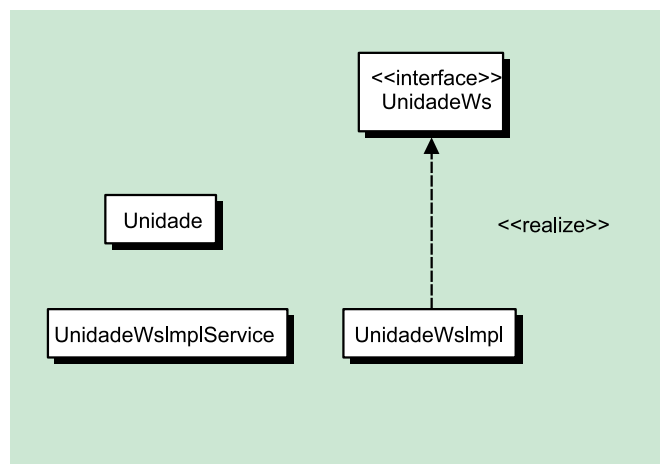 <<interface>>
UnidadeWs
Unidade
<<realize>>
UnidadeWsImplService
UnidadeWsImpl